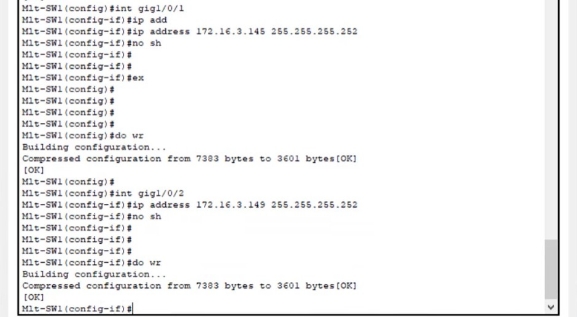 Mlt-SW1(config)#int gig1/0/1
Mlt-SW1(config-if)#ip add
Mlt-SW1(config-if)#ip address 172.16.3.145 255.255.255.252
Mlt-SW1(config-if)#no sh
Mlt-SW1(config-if)#
Mlt-SW1(config-if)#
Mlt-SW1(config-if)#ex
Mlt-SW1(config)#
Mlt-SW1(config)#
Mlt-SW1(config)#
Mlt-SW1(config)#
Mlt-SW1(config)#do wr
Building configuration...
Compressed configuration from 7383 bytes to 3601 bytes[OK]
[OK]
Mlt-SW1(config)#
Mlt-SW1(config)#int gig1/0/2
Mlt-SW1(config-if)#ip address 172.16.3.149 255.255.255.252
Mlt-SW1(config-if)#no sh
Mlt-SW1(config-if)#
Mlt-SW1(config-if)#
Mlt-SW1(config-if)#
Mlt-SW1(config-if)#do wr
Building configuration...
Compressed configuration from 7383 bytes to 3601 bytes[OK]
[OK]
Mlt-SW1(config-if)#